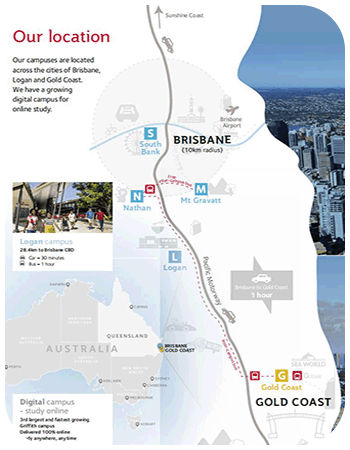 Sunshine Coast
Our location
Our campuses are located
across the cities of Brisbane,
Logan and Gold Coast.
We have a growing
digital campus for
online study.
Brisbane
Airport
S
South
Bank
BRISBANE
(10km radius)
N
Nathan
M
Mt Gravatt
L
Logan
Logan campus
28.4km to Brisbane CBD
Car = 30 minutes
Bus = 1 hour
Pacific Motorway
Brisbane to Gold Coast
1 hour
QUEENSLAND
AUSTRALIA
BRISBANE
GOLD COAST
SEA WORLD
G
Gold Coast
GOLD COAST
Digital campus
- study online
3rd largest and fastest growing
Griffith campus
Delivered 100% online
anywhere, anytime